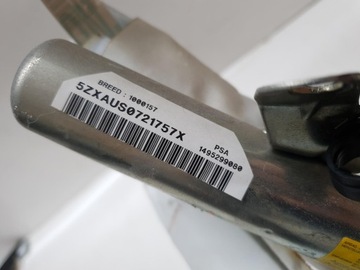 BREED : 1000157
5ZXAUS0721757X
PSA
1495299080